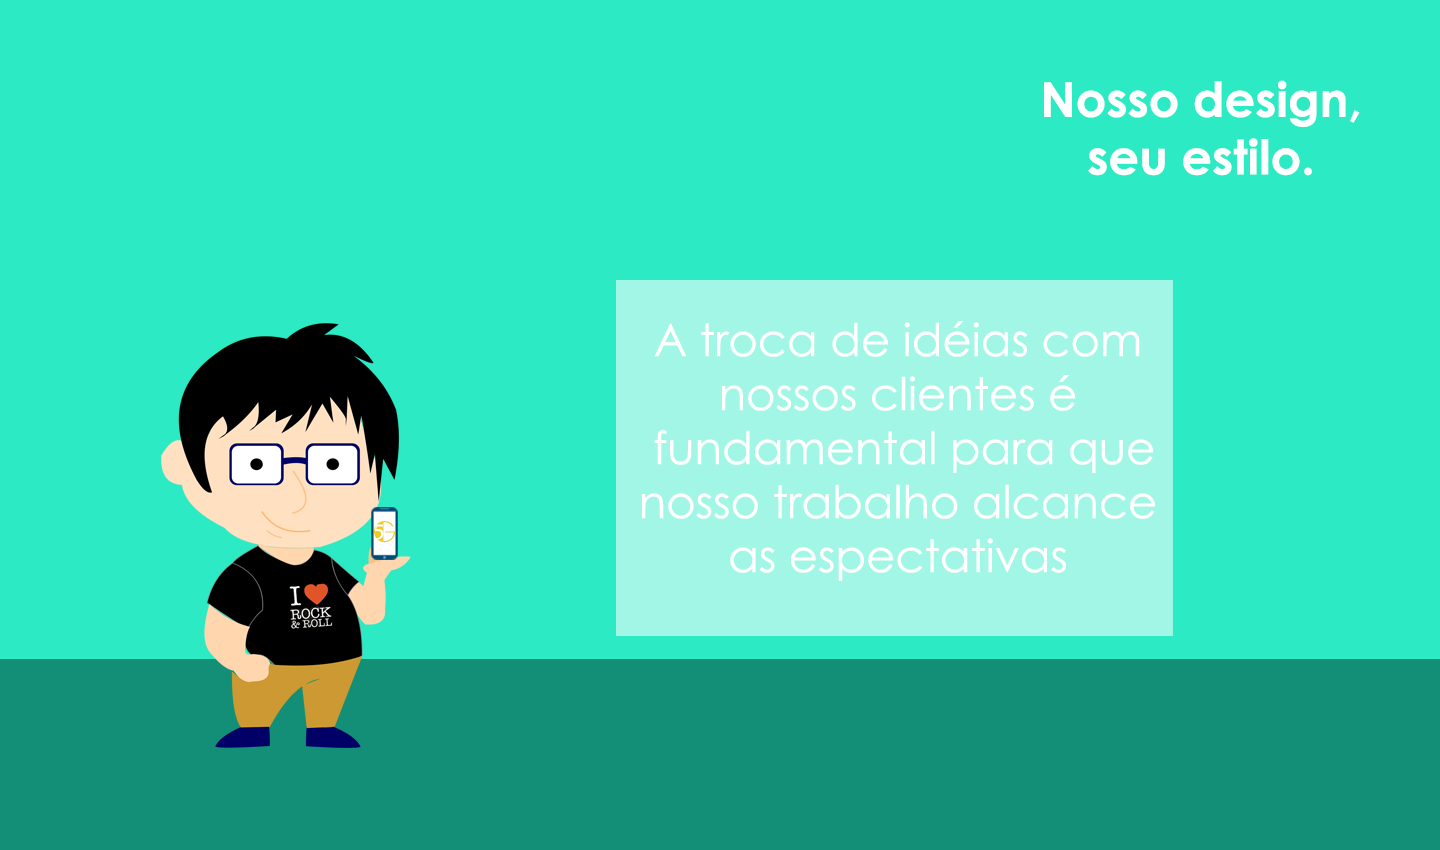 Nosso design,
seu estilo.
A troca de idéias com
nossos clientes é
fundamental para que
nosso trabalho alcance
as espectativas
I
ROCK
& ROLL
5G